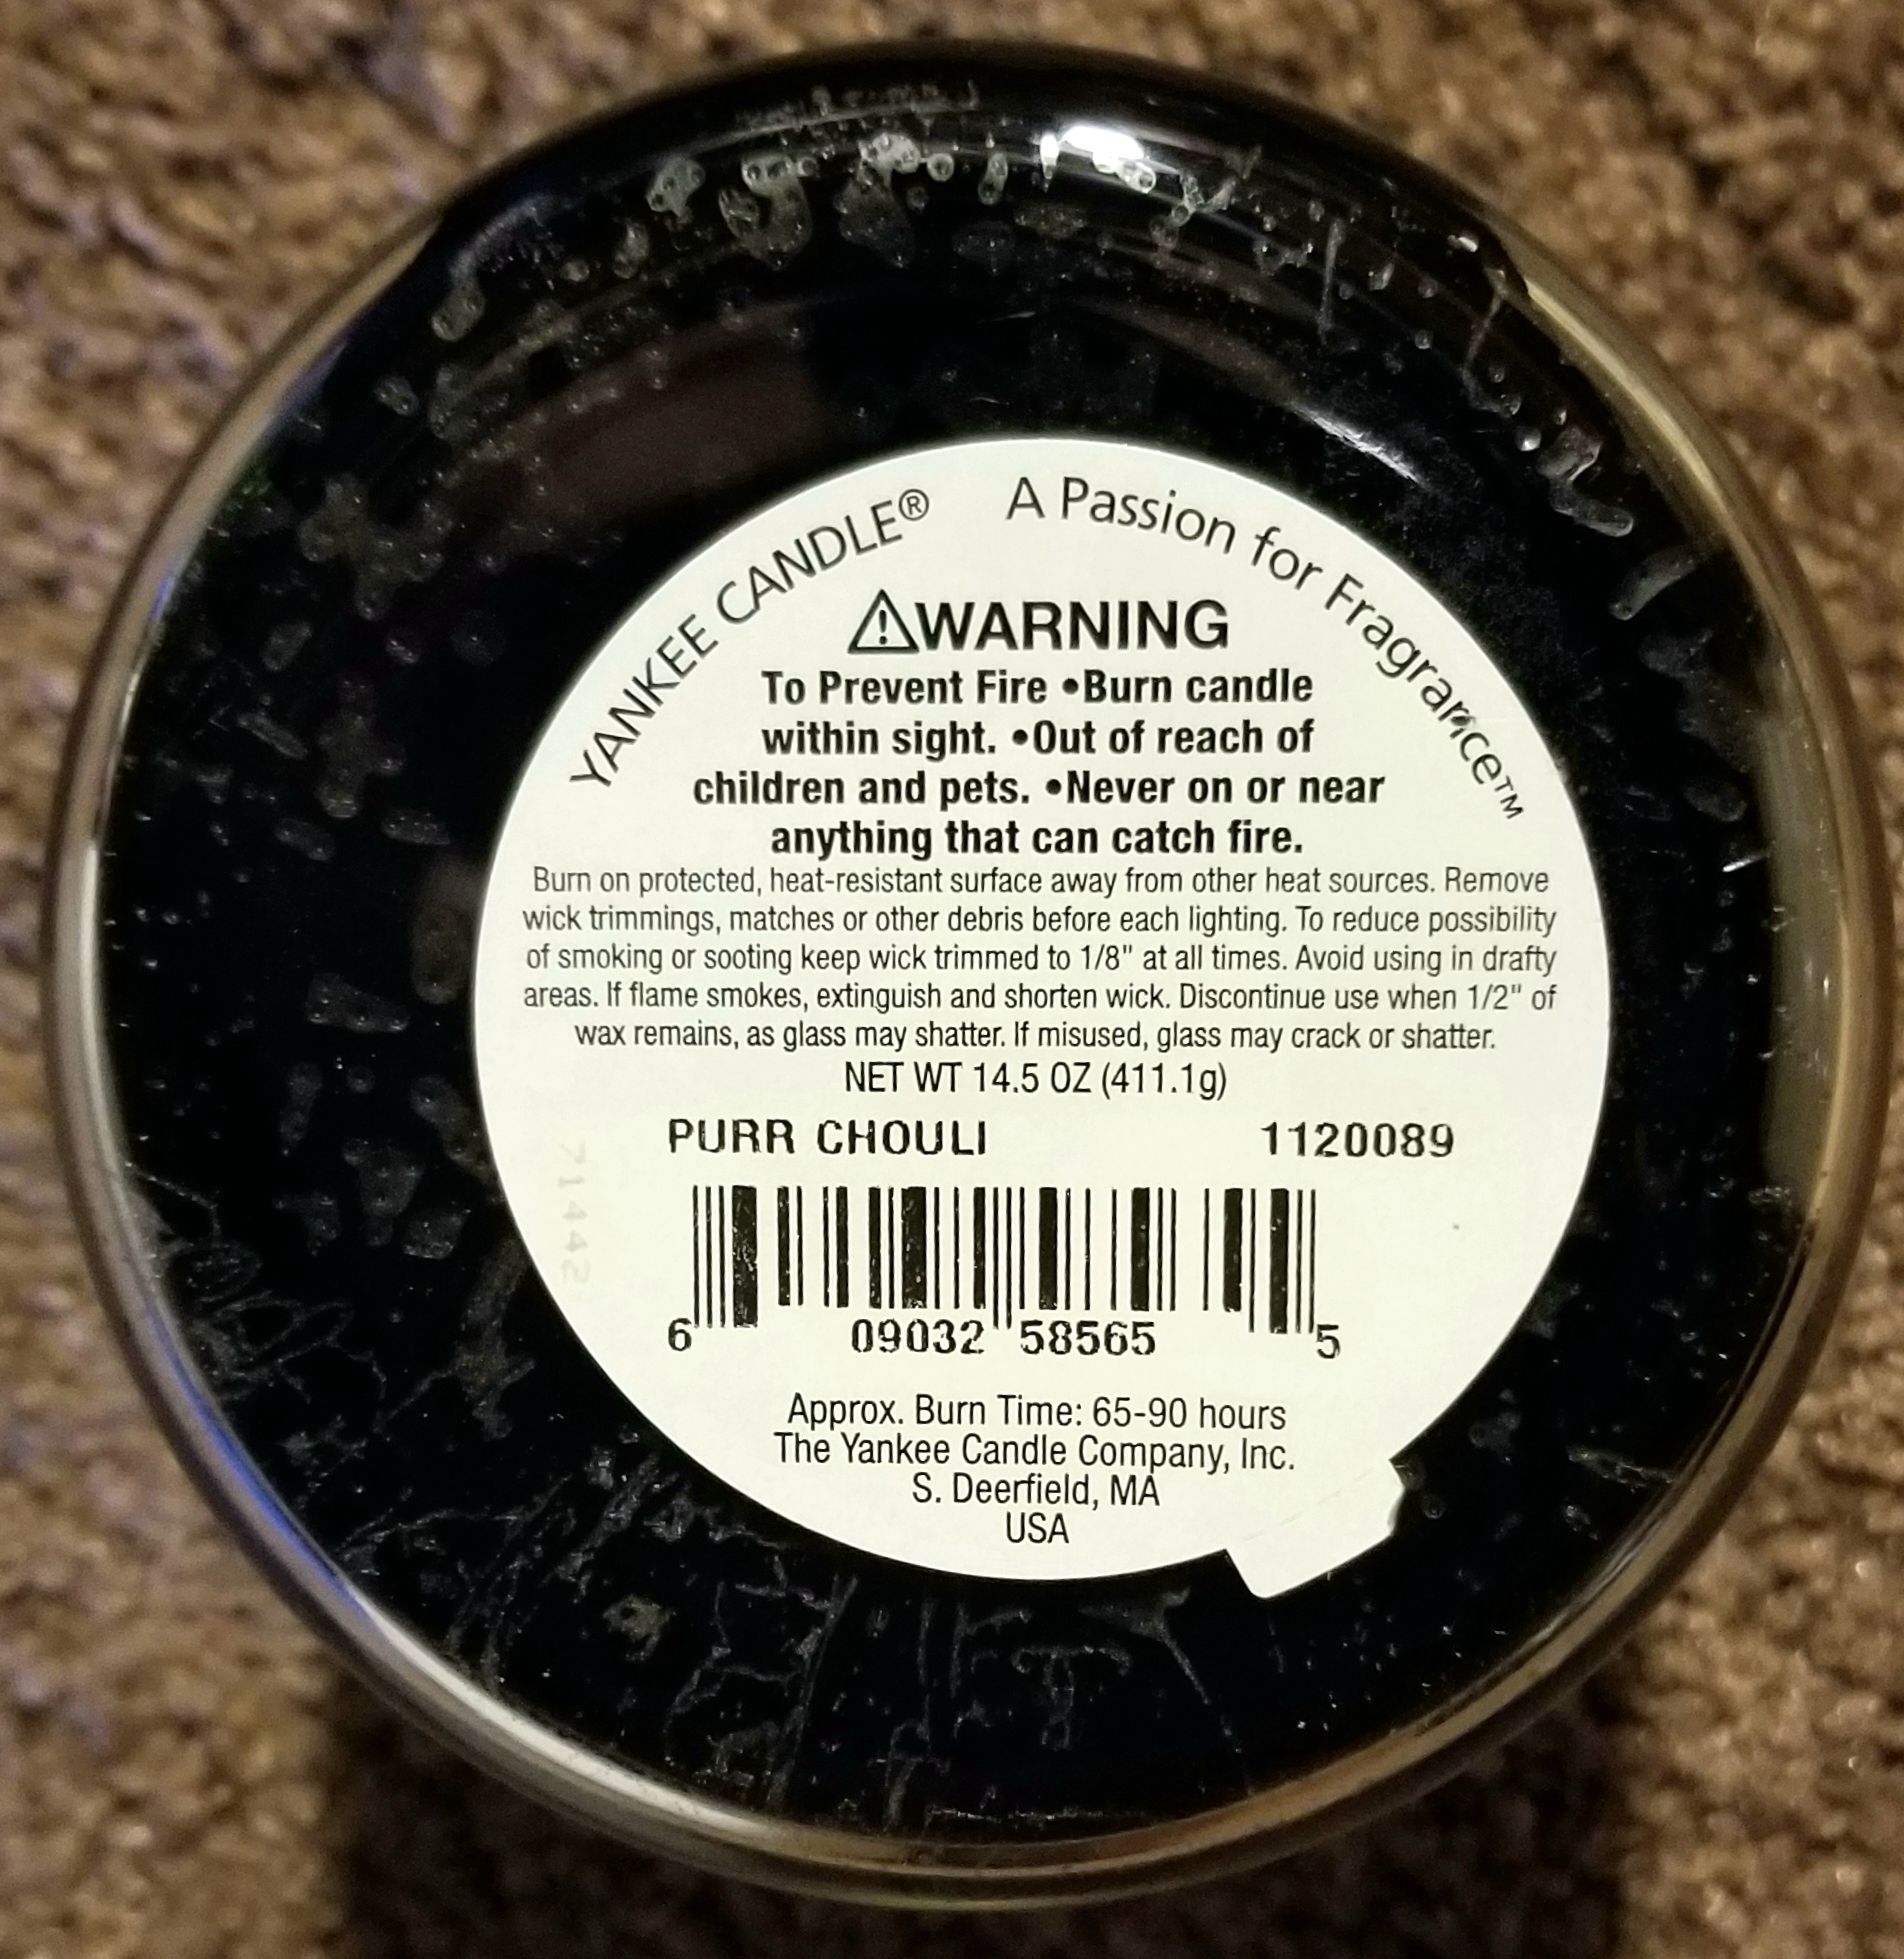 YANKEE CANDLE® A Passion for Fragrance™
⚠WARNING
To Prevent Fire •Burn candle
within sight. •Out of reach of
children and pets. •Never on or near
anything that can catch fire.
Burn on protected, heat-resistant surface away from other heat sources. Remove
wick trimmings, matches or other debris before each lighting. To reduce possibility
of smoking or sooting keep wick trimmed to 1/8" at all times. Avoid using in drafty
areas. If flame smokes, extinguish and shorten wick. Discontinue use when 1/2" of
wax remains, as glass may shatter. If misused, glass may crack or shatter.
NET WT 14.5 OZ (411.1g)
PURR CHOULI 1120089
71442
6 09032 58565 5
Approx. Burn Time: 65-90 hours
The Yankee Candle Company, Inc.
S. Deerfield, MA
USA